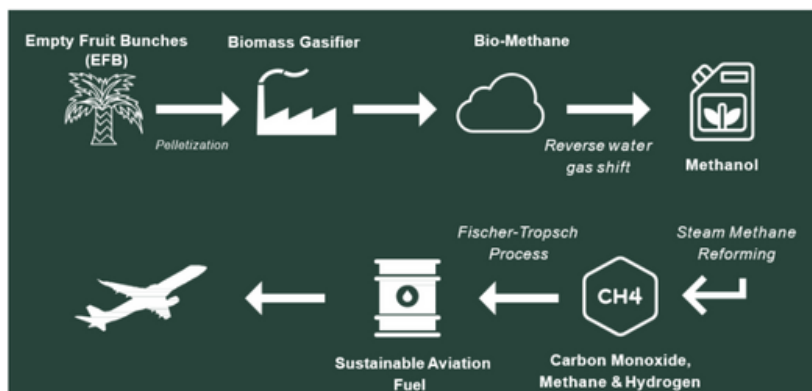 Empty Fruit Bunches
(EFB)
Biomass Gasifier
Bio-Methane
Pelletization
Reverse water
gas shift
Methanol
Fischer-Tropsch
Process
Steam Methane
Reforming
CH4
Sustainable Aviation
Fuel
Carbon Monoxide,
Methane & Hydrogen